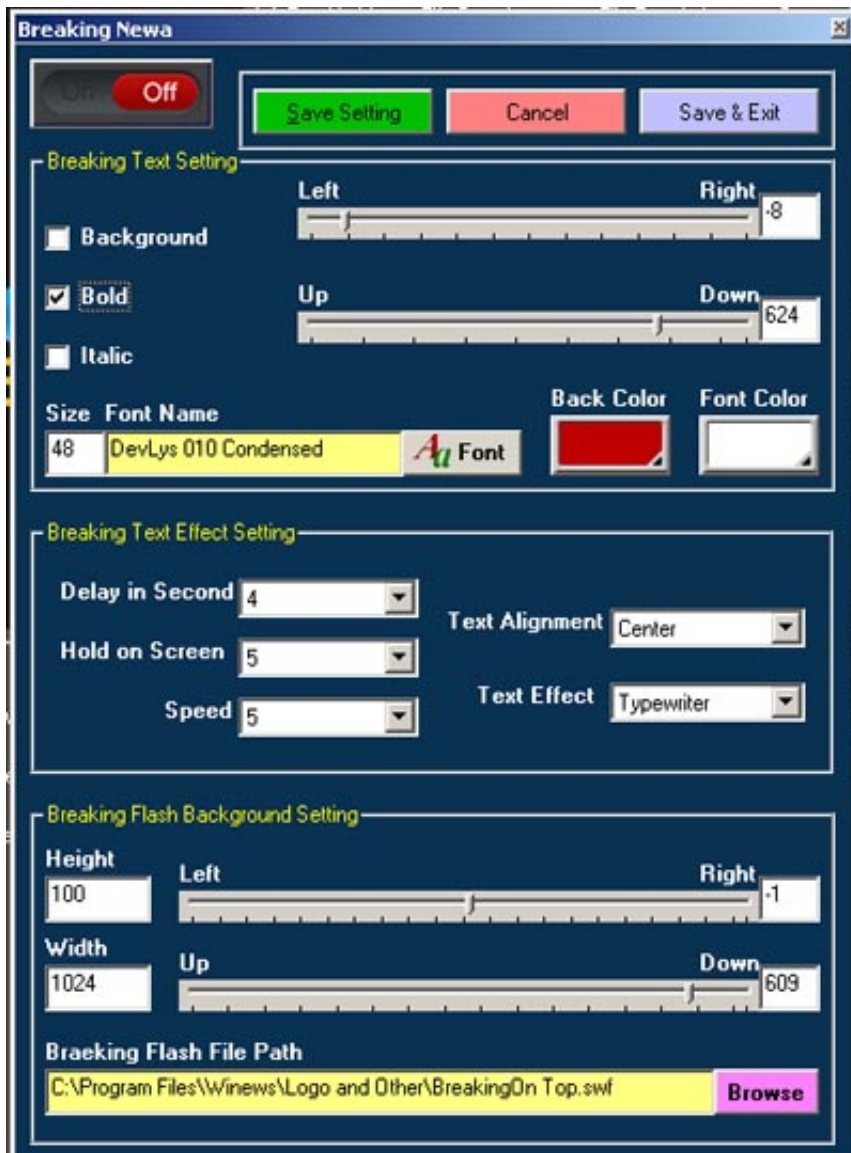 Breaking Newa
On Off
Save Setting Cancel Save & Exit
Breaking Text Setting
Left Right
-8
Background
Bold
Up Down
624
Italic
Size Font Name Back Color Font Color
48 DevLys 010 Condensed Aa Font
Breaking Text Effect Setting
Delay in Second 4
Text Alignment Center
Hold on Screen 5
Text Effect Typewriter
Speed 5
Breaking Flash Background Setting
Height
100
Left Right
-1
Width
1024
Up Down
609
Braeking Flash File Path
C:\Program Files\Winews\Logo and Other\BreakingOn Top.swf Browse